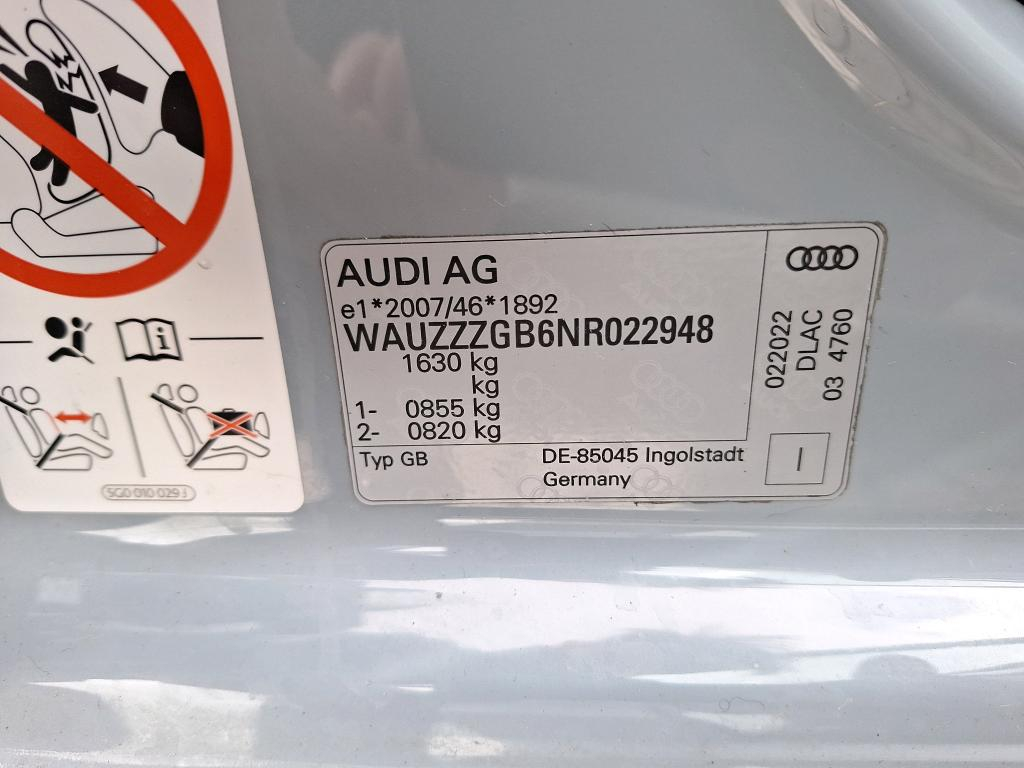 AUDI AG
e1*2007/46*1892
WAUZZZGB6NR022948
1630 kg
kg
1- 0855 kg
2- 0820 kg
Typ GB
DE-85045 Ingolstadt
Germany
022022
DLAC
03 4760
I
5G0 010 029 J